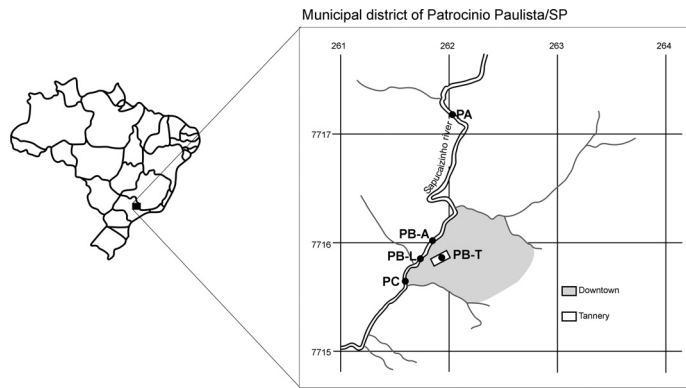 Municipal district of Patrocinio Paulista/SP
261 262 263 264
PA
7717
Sapucaizinho river
PB-A
7716
PB-L
PB-T
PC
Downtown
Tannery
7715